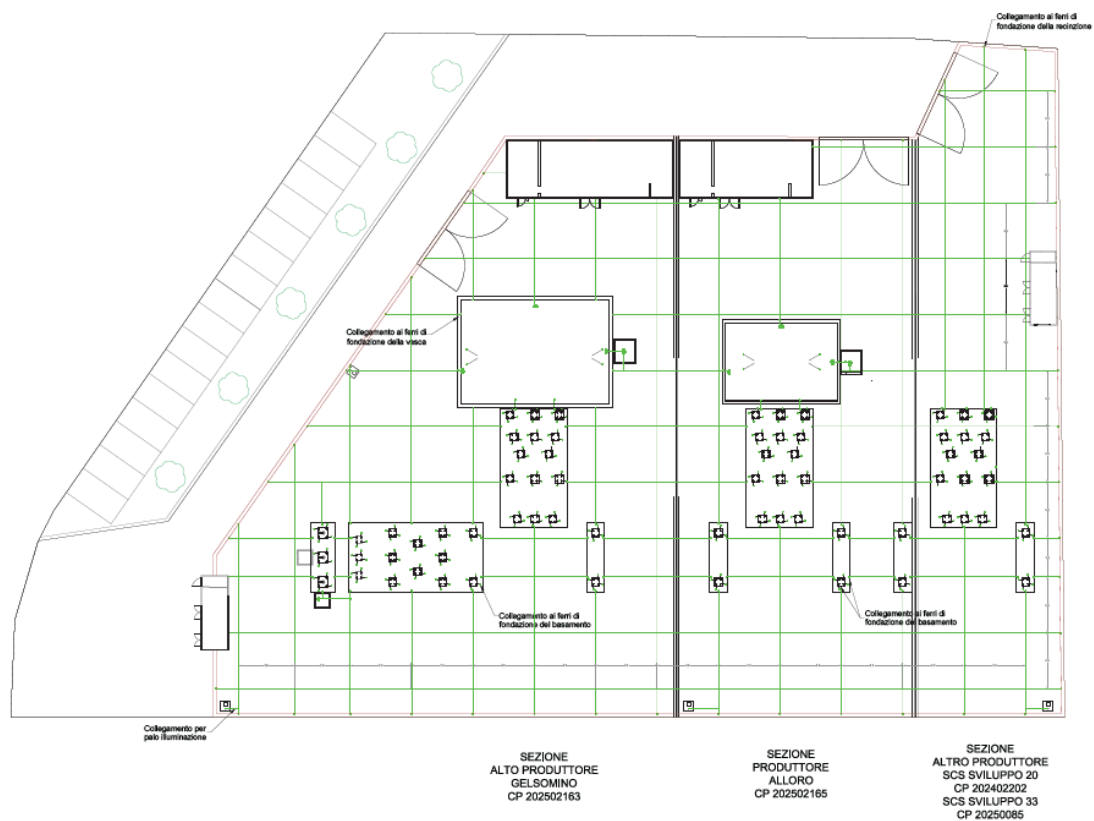 Collegamento ai ferri di
fondazione della recinzione
Collegamento ai ferri di
fondazione della vasca
Collegamento ai ferri di
fondazione del basamento
Collegamento ai ferri di
fondazione del basamento
Collegamento per
palo illuminazione
SEZIONE
ALTO PRODUTTORE
GELSOMINO
CP 202502163
SEZIONE
PRODUTTORE
ALLORO
CP 202502165
SEZIONE
ALTRO PRODUTTORE
SCS SVILUPPO 20
CP 202402202
SCS SVILUPPO 33
CP 20250085